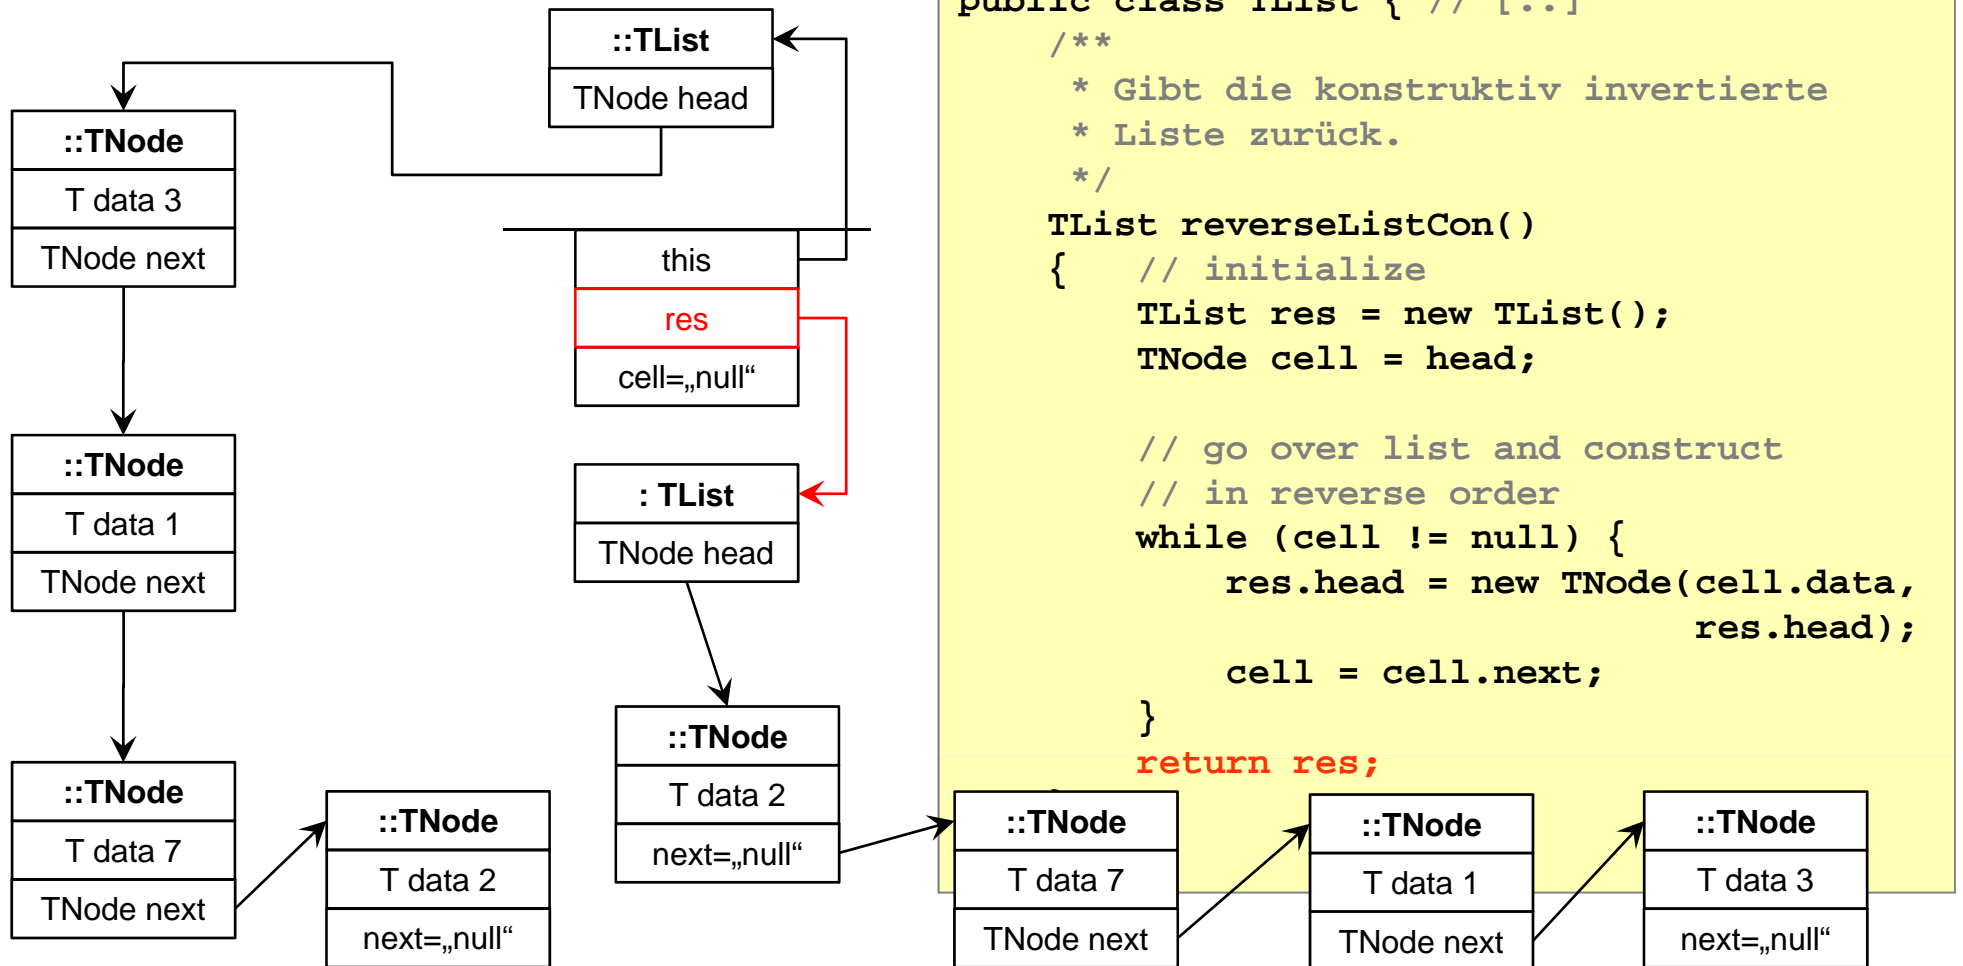 ::TList
TNode head
::TNode
T data 3
TNode next
this
res
cell=„null“
::TNode
T data 1
TNode next
: TList
TNode head
::TNode
T data 7
TNode next
::TNode
T data 2
next=„null“
::TNode
T data 2
next=„null“
public class TList { // [..]
/**
* Gibt die konstruktiv invertierte
* Liste zurück.
*/
TList reverseListCon()
{ // initialize
TList res = new TList();
TNode cell = head;
// go over list and construct
// in reverse order
while (cell != null) {
res.head = new TNode(cell.data,
res.head);
cell = cell.next;
}
return res;
::TNode
T data 7
TNode next
::TNode
T data 1
TNode next
::TNode
T data 3
next=„null“